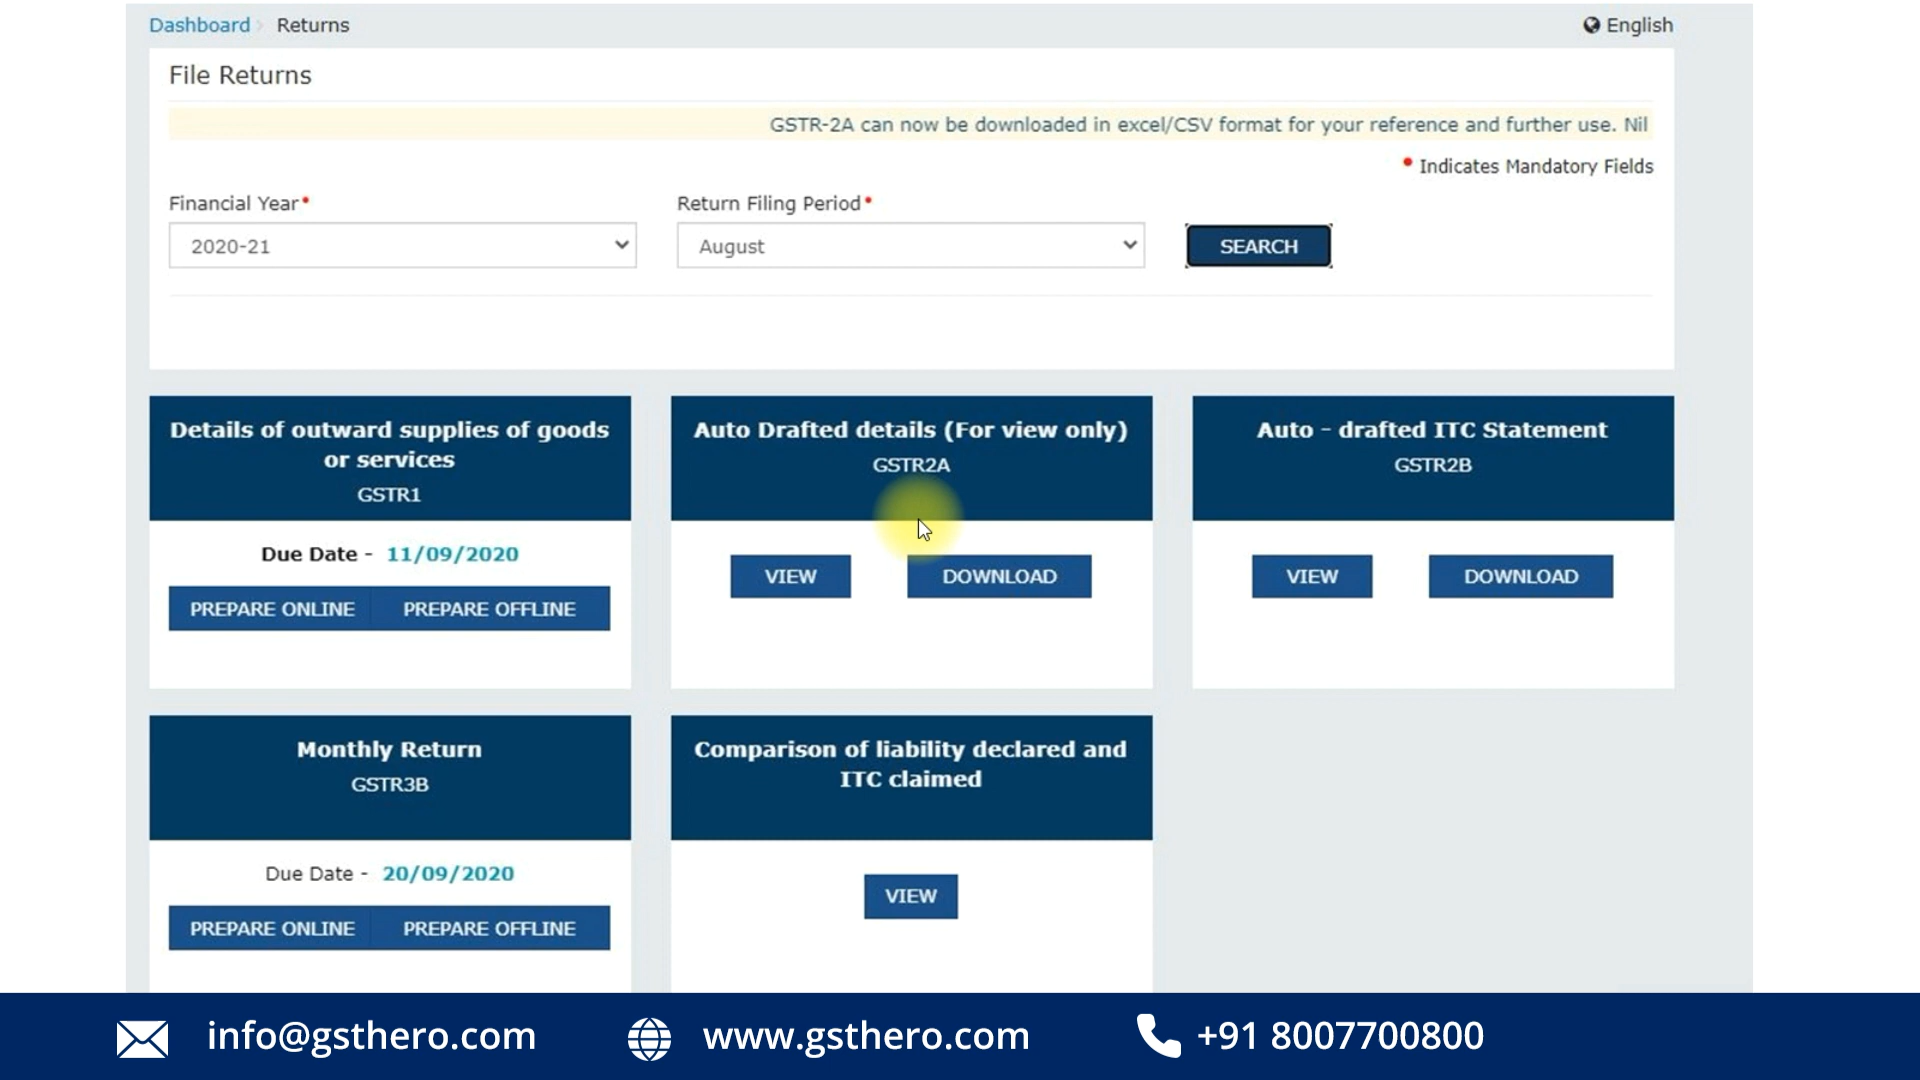 Dashboard Returns
English
File Returns
GSTR-2A can now be downloaded in excel/CSV format for your reference and further use. Nil
• Indicates Mandatory Fields
Financial Year•
Return Filing Period•
2020-21
August
SEARCH
Details of outward supplies of goods
or services
GSTR1
Due Date - 11/09/2020
PREPARE ONLINE PREPARE OFFLINE
Auto Drafted details (For view only)
GSTR2A
VIEW DOWNLOAD
Auto - drafted ITC Statement
GSTR2B
VIEW DOWNLOAD
Monthly Return
GSTR3B
Due Date - 20/09/2020
PREPARE ONLINE PREPARE OFFLINE
Comparison of liability declared and
ITC claimed
VIEW
info@gsthero.com
www.gsthero.com
+91 8007700800